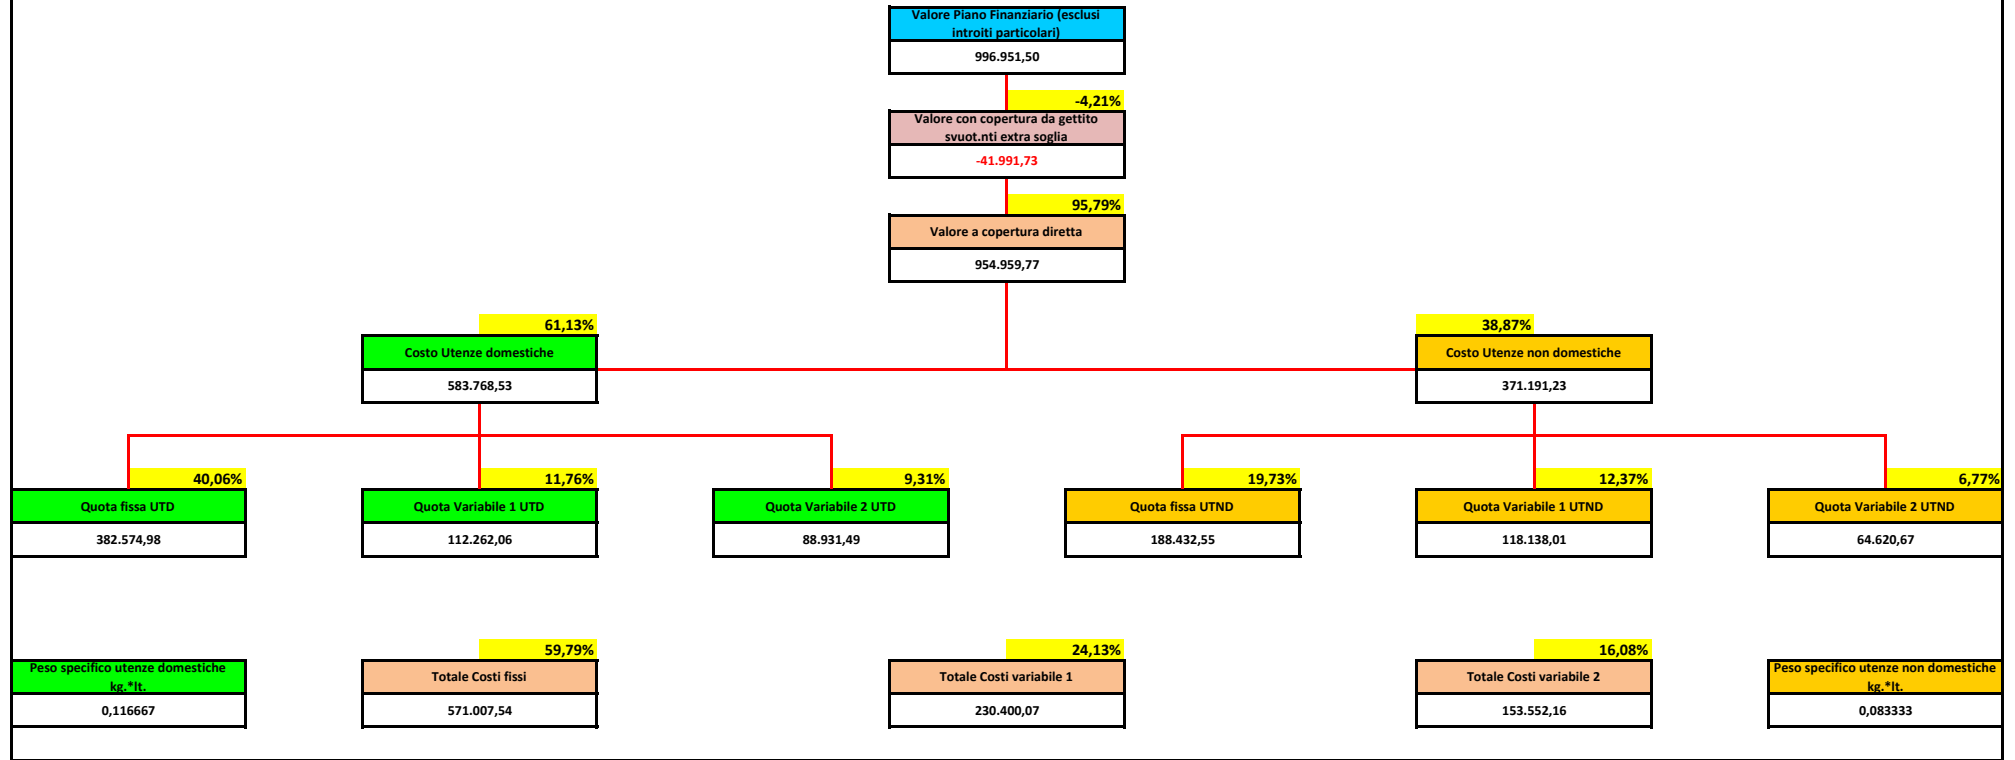 Valore Piano Finanziario (esclusi
introiti particolari)
996.951,50
-4,21%
Valore con copertura da gettito
svuot.nti extra soglia
-41.991,73
95,79%
Valore a copertura diretta
954.959,77
61,13%
38,87%
Costo Utenze domestiche
Costo Utenze non domestiche
583.768,53
371.191,23
40,06%
11,76%
9,31%
19,73%
12,37%
6,77%
Quota fissa UTD
Quota Variabile 1 UTD
Quota Variabile 2 UTD
Quota fissa UTND
Quota Variabile 1 UTND
Quota Variabile 2 UTND
382.574,98
112.262,06
88.931,49
188.432,55
118.138,01
64.620,67
59,79%
24,13%
16,08%
Peso specifico utenze domestiche
kg.*lt.
Totale Costi fissi
Totale Costi variabile 1
Totale Costi variabile 2
Peso specifico utenze non domestiche
kg.*lt.
0,116667
571.007,54
230.400,07
153.552,16
0,083333